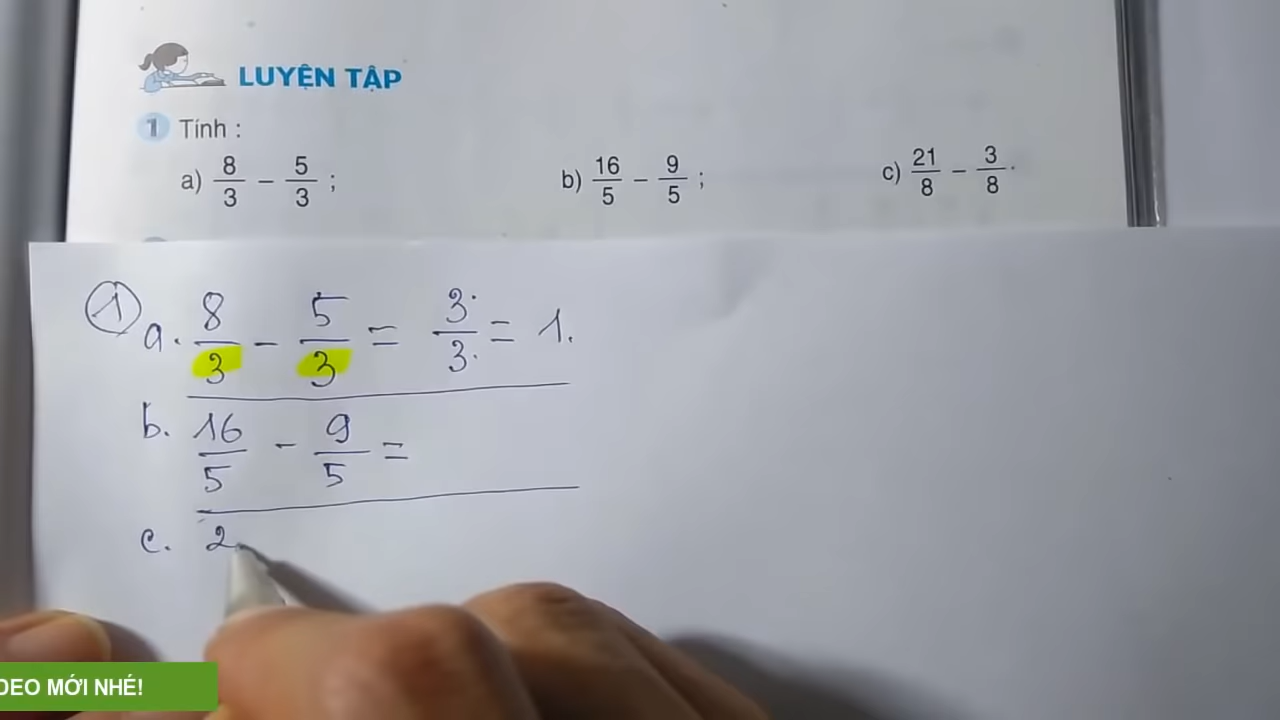 LUYỆN TẬP
1 Tính :
a) 8/3 – 5/3 ; b) 16/5 – 9/5 ; c) 21/8 – 3/8 .
1 a. 8/3 - 5/3 = 3/3 = 1.
b. 16/5 - 9/5 =
c. 2
DEO MỚI NHÉ!